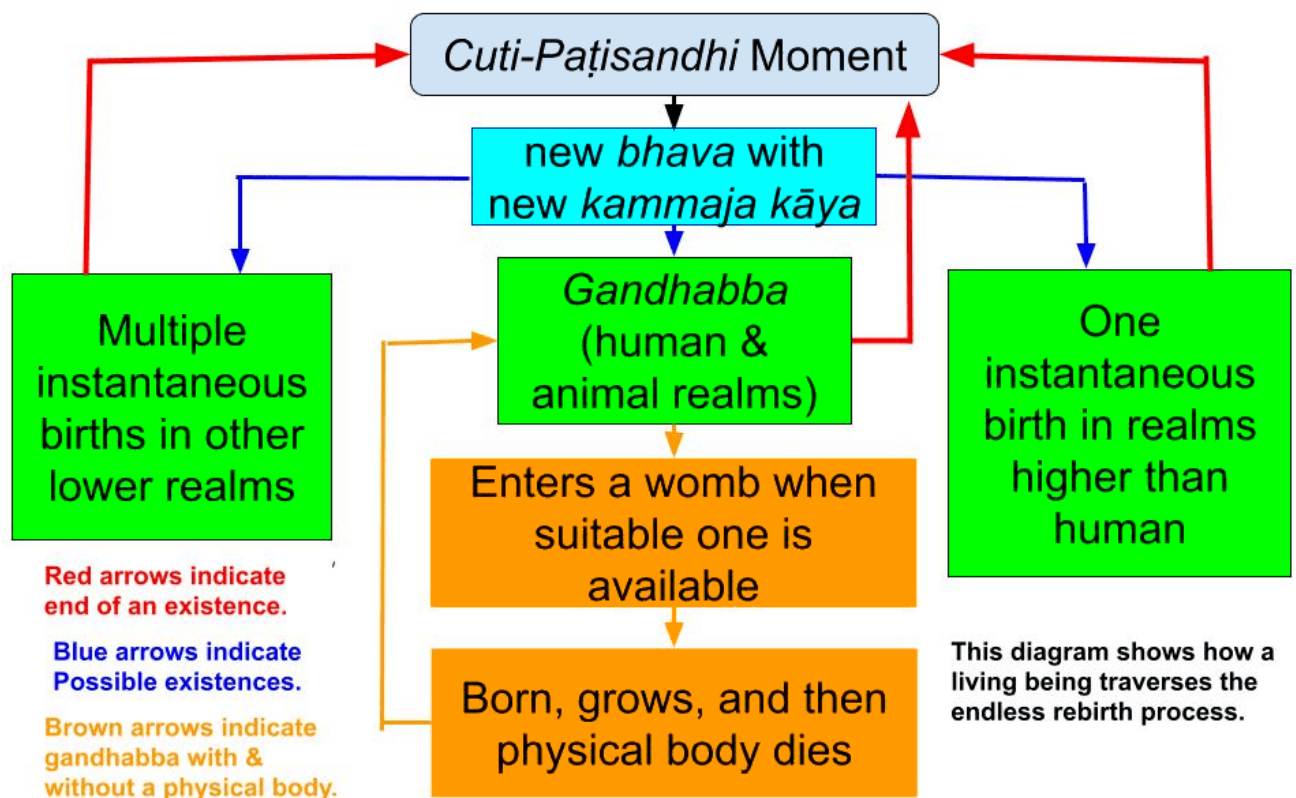 Cuti-Paṭisandhi Moment
new bhava with
new kammaja kāya
Multiple
instantaneous
births in other
lower realms
Gandhabba
(human &
animal realms)
One
instantaneous
birth in realms
higher than
human
Enters a womb when
suitable one is
available
Born, grows, and then
physical body dies
Red arrows indicate
end of an existence.
Blue arrows indicate
Possible existences.
Brown arrows indicate
gandhabba with &
without a physical body.
This diagram shows how a
living being traverses the
endless rebirth process.